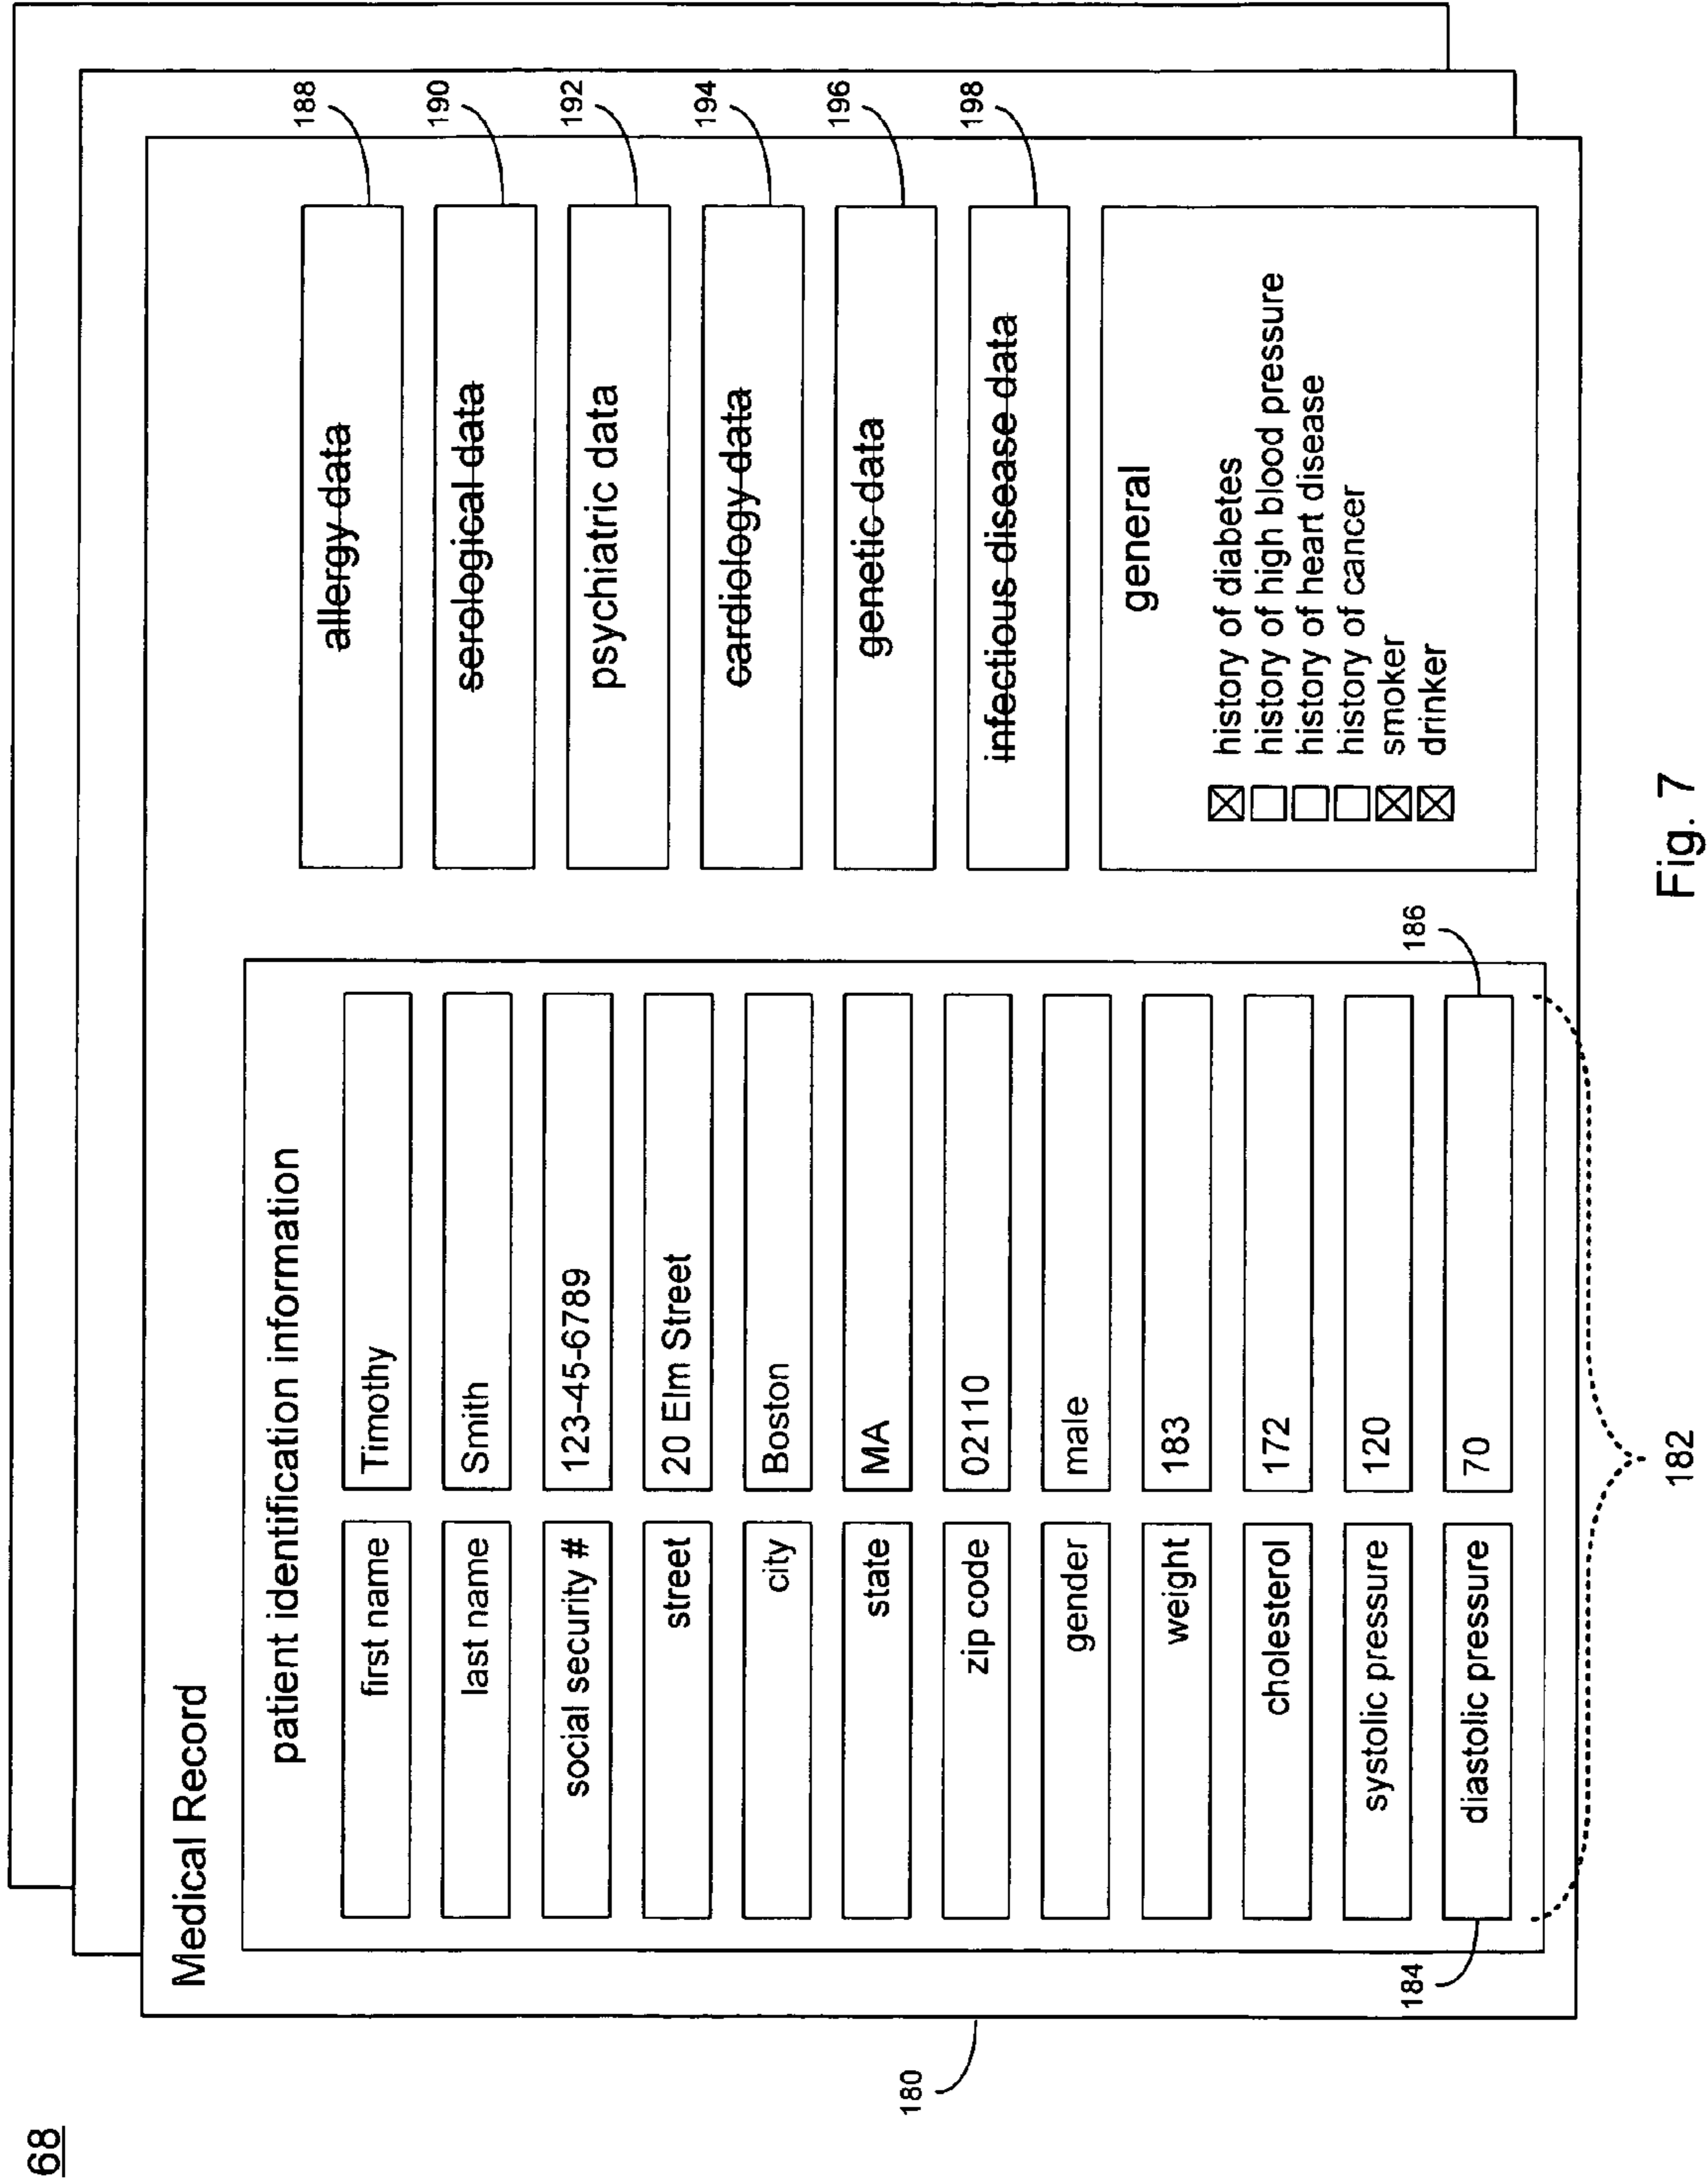 68
Medical Record
180
patient identification information
first name Timothy
last name Smith
social security # 123-45-6789
street 20 Elm Street
city Boston
state MA
zip code 02110
gender male
weight 183
cholesterol 172
systolic pressure 120
diastolic pressure 70
184
186
182
allergy data
188
serological data
190
psychiatric data
192
cardiology data
194
genetic data
196
infectious disease data
198
general
history of diabetes
history of high blood pressure
history of heart disease
history of cancer
smoker
drinker
Fig. 7